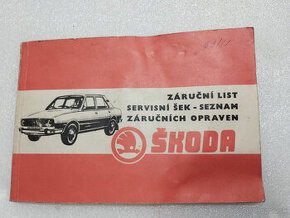 ZÁRUČNÍ LIST
SERVISNÍ ŠEK - SEZNAM
ZÁRUČNÍCH OPRAVEN
ŠKODA